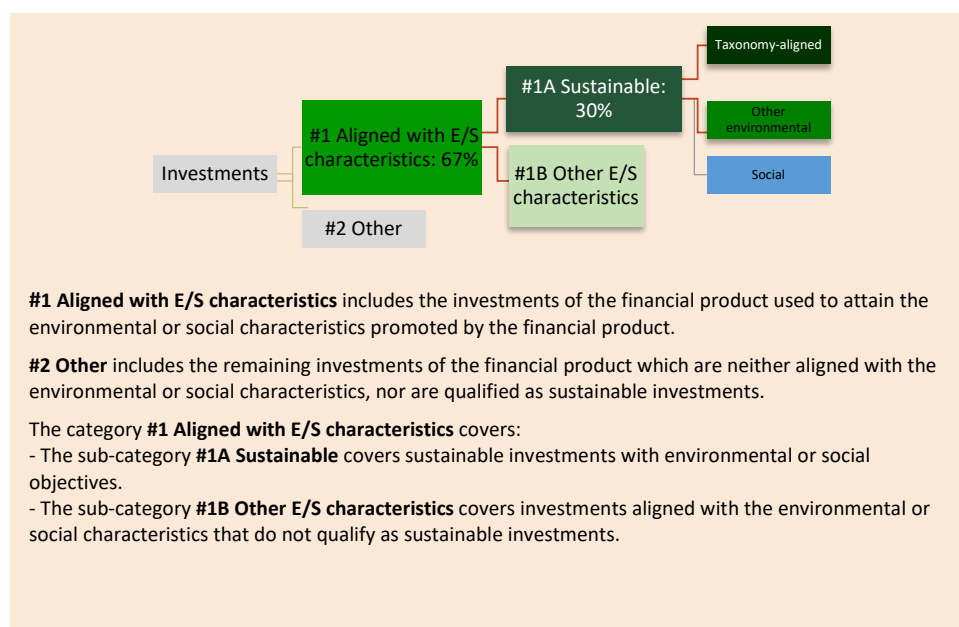 Taxonomy-aligned
#1A Sustainable:
30%
Other
environmental
#1 Aligned with E/S
characteristics: 67%
Investments
#1B Other E/S
characteristics
Social
#2 Other
#1 Aligned with E/S characteristics includes the investments of the financial product used to attain the
environmental or social characteristics promoted by the financial product.
#2 Other includes the remaining investments of the financial product which are neither aligned with the
environmental or social characteristics, nor are qualified as sustainable investments.
The category #1 Aligned with E/S characteristics covers:
- The sub-category #1A Sustainable covers sustainable investments with environmental or social
objectives.
- The sub-category #1B Other E/S characteristics covers investments aligned with the environmental or
social characteristics that do not qualify as sustainable investments.